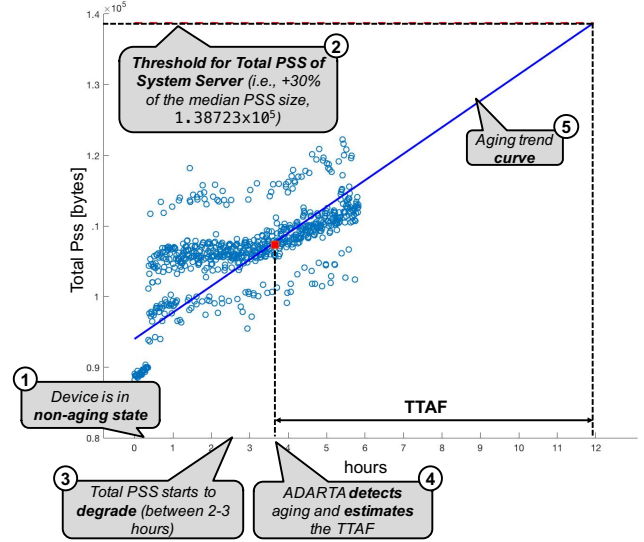 × 10⁵
1.4
1.3
1.2
.1
1
0.9
0.8
Total Pss [bytes]
2
Threshold for Total PSS of
System Server (i.e., +30%
of the median PSS size,
1.38723x10⁵)
5
Aging trend
curve
1
Device is in
non-aging state
TTAF
0 1 2 3 4 5 6 7 8 9 10 11 12
hours
3
Total PSS starts to
degrade (between 2-3
hours)
4
ADARTA detects
aging and estimates
the TTAF